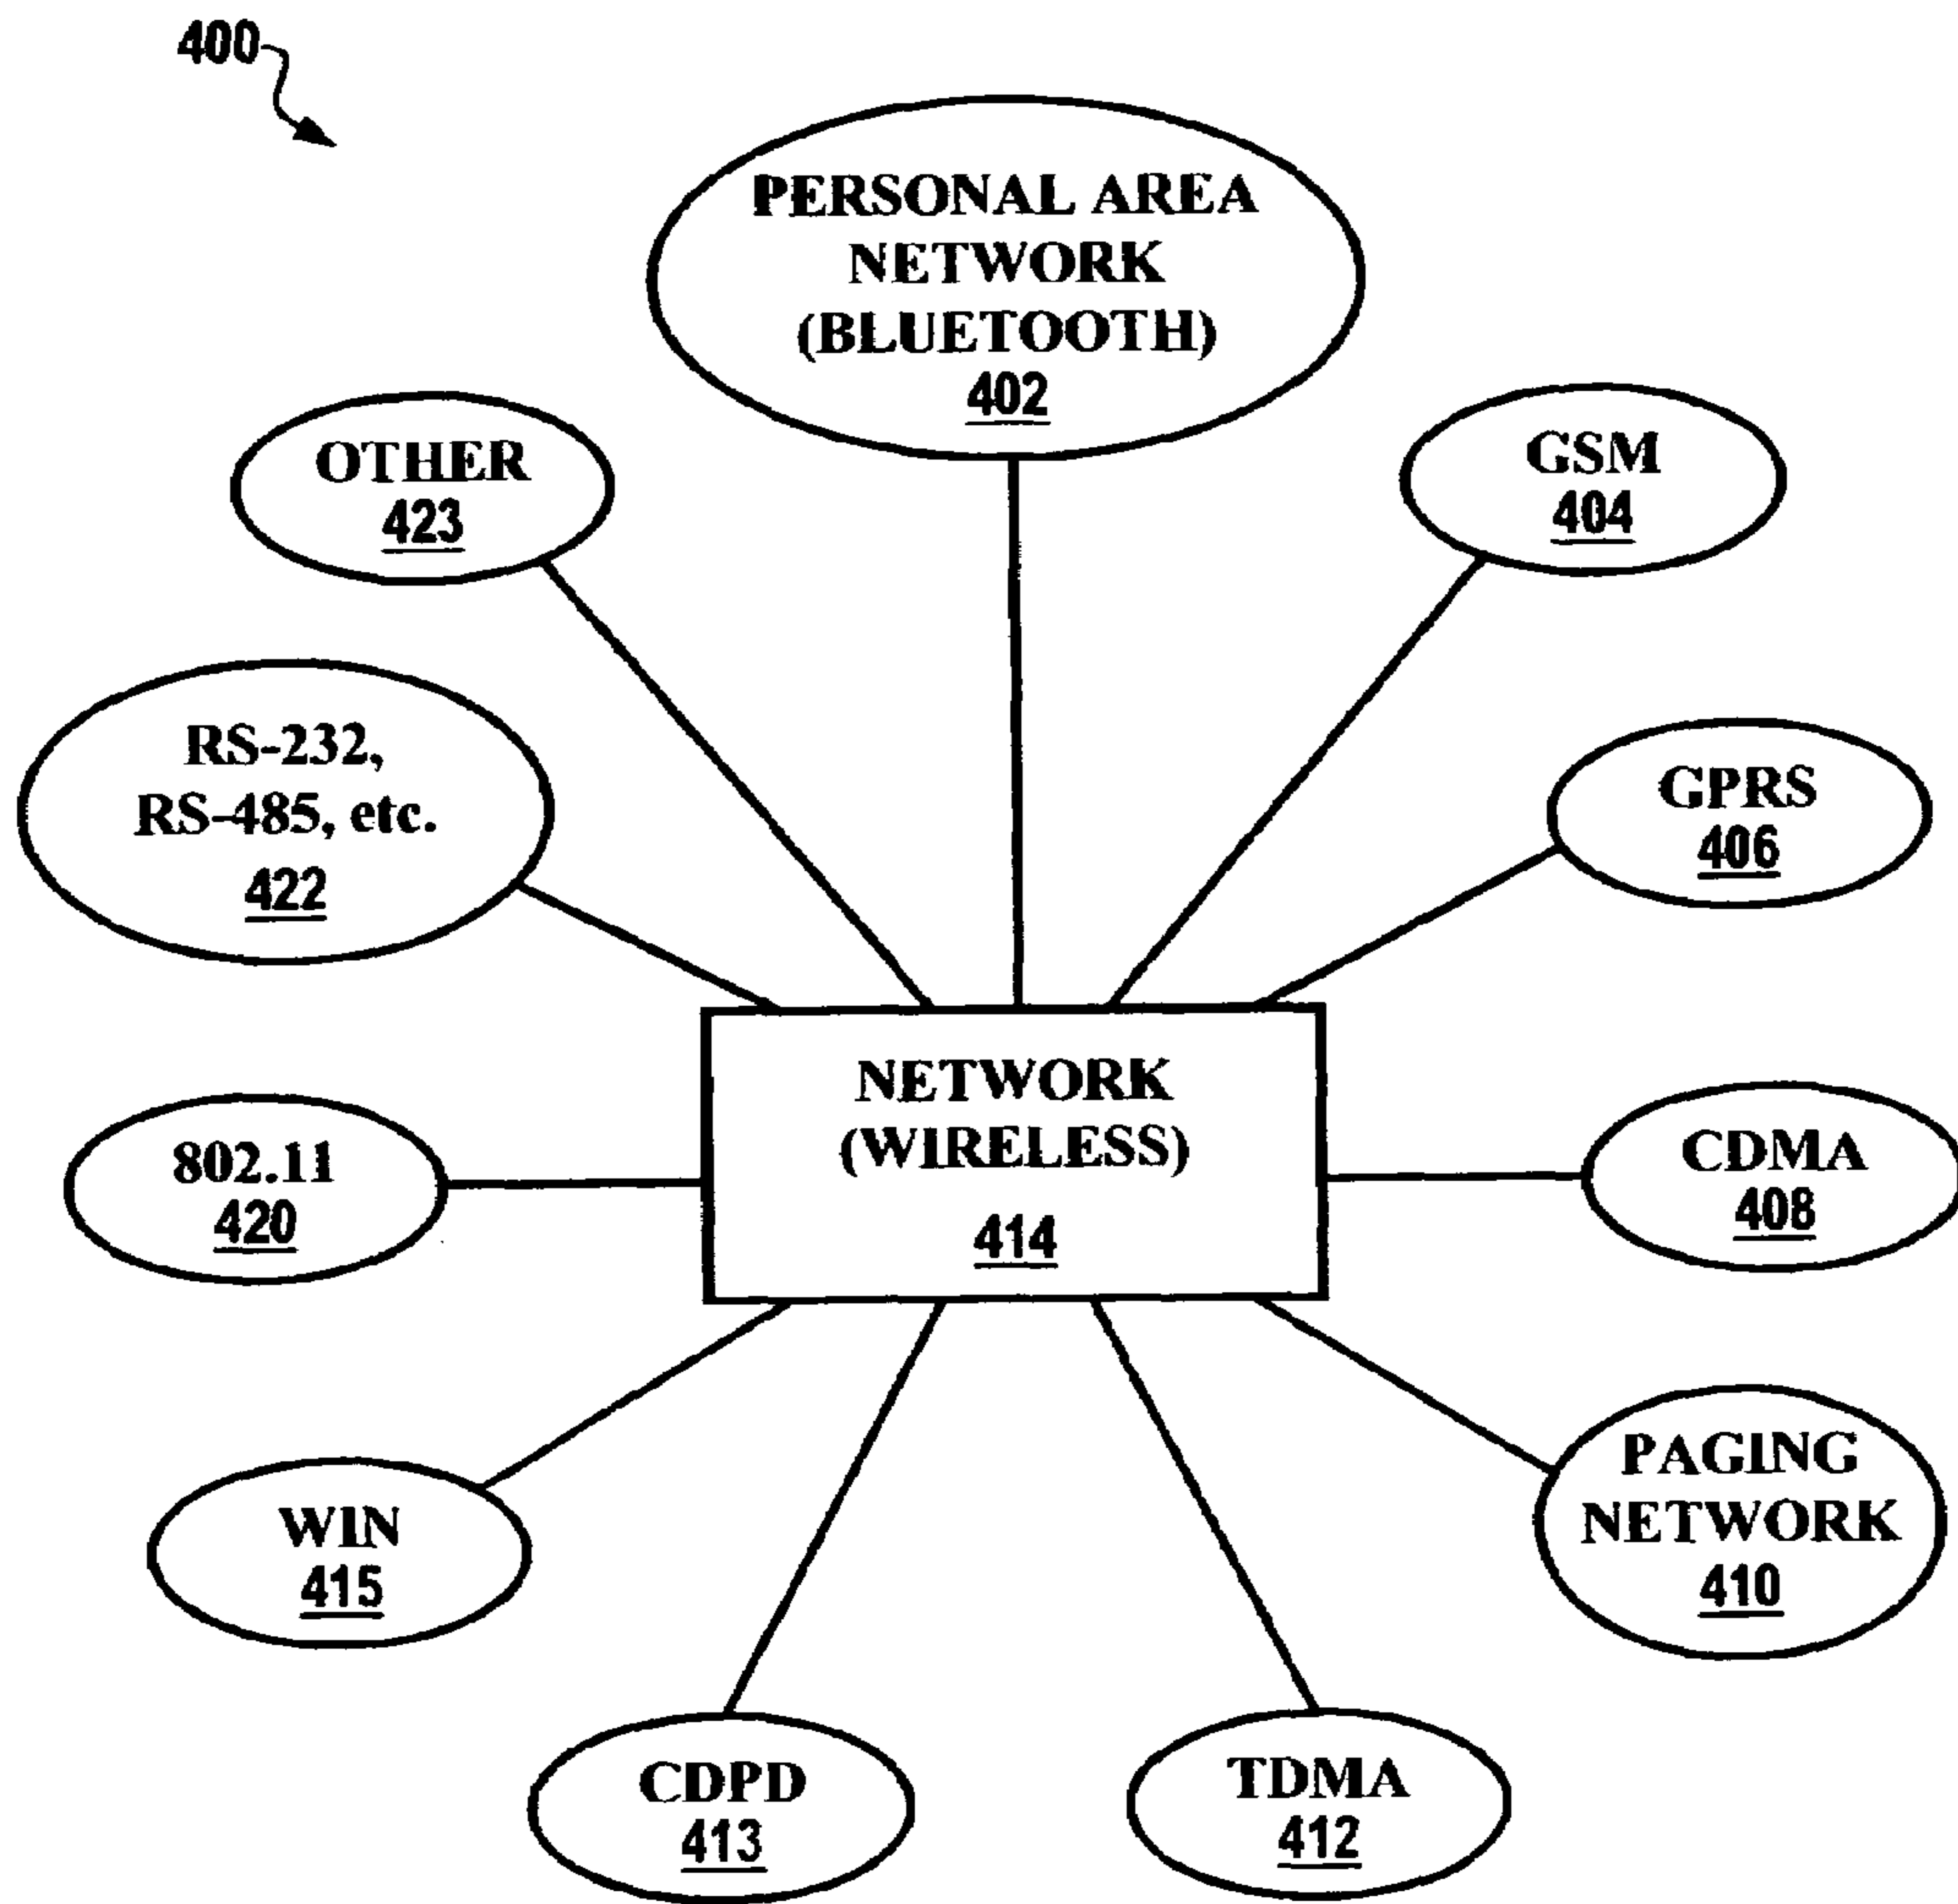 400
PERSONAL AREA
NETWORK
(BLUETOOTH)
402
OTHER
423
GSM
404
RS-232,
RS-485, etc.
422
GPRS
406
NETWORK
(WIRELESS)
414
802.11
420
CDMA
408
WIN
415
PAGING
NETWORK
410
CDPD
413
TDMA
412